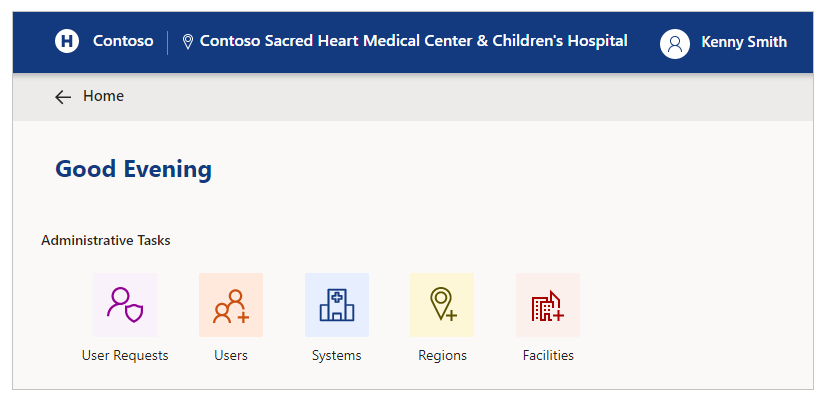 H Contoso Contoso Sacred Heart Medical Center & Children's Hospital Kenny Smith
Home
Good Evening
Administrative Tasks
User Requests Users Systems Regions Facilities